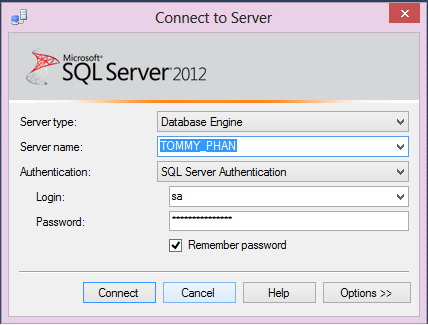 Connect to Server
Microsoft®
SQL Server® 2012
Server type: Database Engine
Server name: TOMMY_PHAN
Authentication: SQL Server Authentication
Login: sa
Password: ***************
Remember password
Connect Cancel Help Options >>